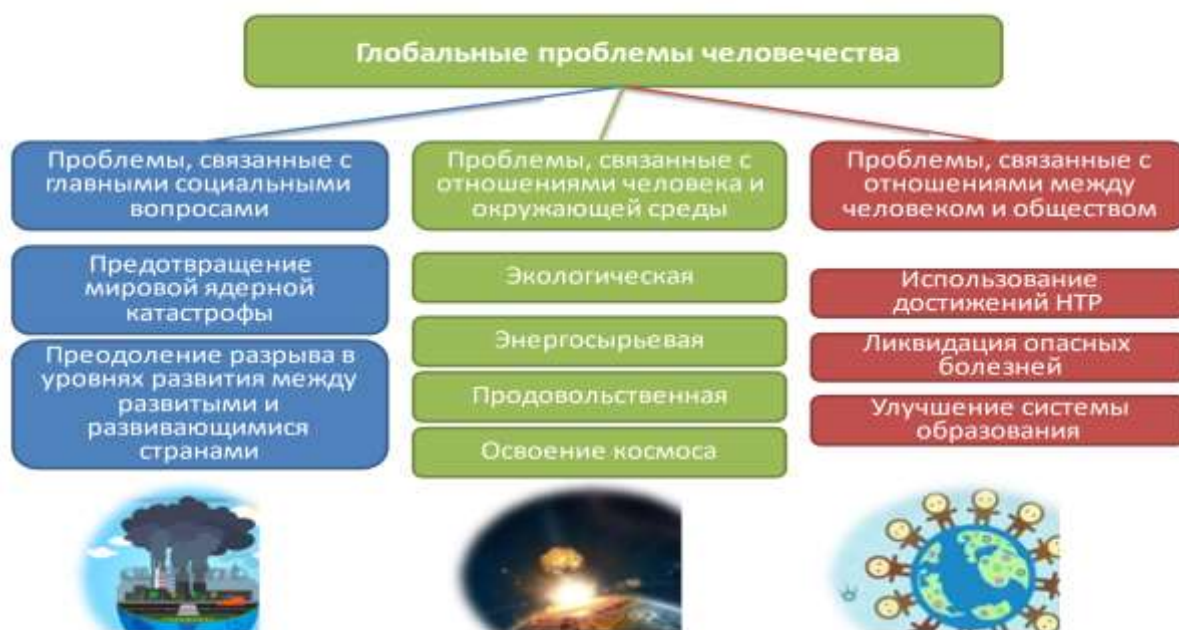 Глобальные проблемы человечества
Проблемы, связанные с
главными социальными
вопросами
Предотвращение
мировой ядерной
катастрофы
Преодоление разрыва в
уровнях развития между
развитыми и
развивающимися
странами
Проблемы, связанные с
отношениями человека и
окружающей среды
Экологическая
Энергосырьевая
Продовольственная
Освоение космоса
Проблемы, связанные с
отношениями между
человеком и обществом
Использование
достижений НТР
Ликвидация опасных
болезней
Улучшение системы
образования